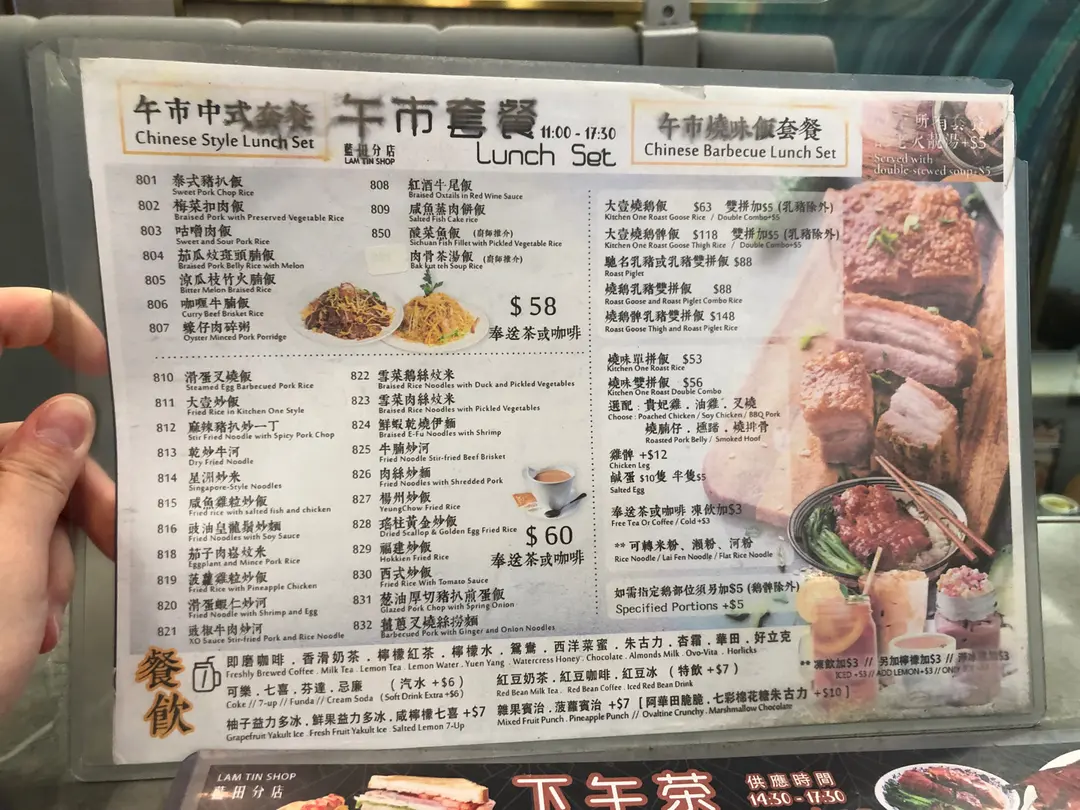 午市中式套餐
Chinese Style Lunch Set
午市套餐 11:00 - 17:30
藍田分店
LAM TIN SHOP
Lunch Set
午市燒味飯套餐
Chinese Barbecue Lunch Set
老火靚湯+$5
Served with
double-stewed soup+$5
801 泰式豬扒飯
Sweet Pork Chop Rice
802 梅菜扣肉飯
Braised Pork with Preserved Vegetable Rice
803 咕嚕肉飯
Sweet and Sour Pork Rice
804 茄瓜炆斑頭腩飯
Braised Pork Belly Rice with Melon
805 涼瓜枝竹火腩飯
Bitter Melon Braised Rice
806 咖喱牛腩飯
Curry Beef Brisket Rice
807 蠔仔肉碎粥
Oyster Minced Pork Porridge
808 紅酒牛尾飯
Braised Oxtails in Red Wine Sauce
809 咸魚蒸肉餅飯
Salted Fish Cake rice
850 酸菜魚飯 (廚師推介)
Sichuan Fish Fillet with Pickled Vegetable Rice
肉骨茶湯飯 (廚師推介)
Bak kut teh Soup Rice
$58
奉送茶或咖啡
810 滑蛋叉燒飯
Steamed Egg Barbecued Pork Rice
811 大壹炒飯
Fried Rice in Kitchen One Style
812 麻辣豬扒炒一丁
Stir Fried Noodle with Spicy Pork Chop
813 乾炒牛河
Dry Fried Noodle
814 星洲炒米
Singapore-Style Noodles
815 咸魚雞粒炒飯
Fried rice with salted fish and chicken
816 豉油皇龍鬚炒麵
Fried Noodles with Soy Sauce
818 茄子肉崧炆米
Eggplant and Mince Pork Rice
819 菠蘿雞粒炒飯
Fried Rice with Pineapple Chicken
820 滑蛋蝦仁炒河
Fried Noodle with Shrimp and Egg
821 豉椒牛肉炒河
XO Sauce Stir-fried Pork and Rice Noodle
822 雪菜鵝絲炆米
Braised Rice Noodles with Duck and Pickled Vegetables
823 雪菜肉絲炆米
Braised Rice Noodles with Pickled Vegetables
824 鮮蝦乾燒伊麵
Braised E-Fu Noodles with Shrimp
825 牛腩炒河
Fried Noodle Stir-fried Beef Brisket
826 肉絲炒麵
Fried Noodles with Shredded Pork
827 楊州炒飯
YeungChow Fried Rice
828 瑤柱黃金炒飯
Dried Scallop & Golden Egg Fried Rice
829 福建炒飯
Hokkien Fried Rice
830 西式炒飯
Fried Rice With Tomato Sauce
831 葱油厚切豬扒煎蛋飯
Glazed Pork Chop with Spring Onion
832 薑葱叉燒絲撈麵
Barbecued Pork with Ginger and Onion Noodles
$60
奉送茶或咖啡
大壹燒鵝飯 $63 雙拼加$5 (乳豬除外)
Kitchen One Roast Goose Rice / Double Combo+$5
大壹燒鵝髀飯 $118 雙拼加$5 (乳豬除外)
Kitchen One Roast Goose Thigh Rice / Double Combo+$5
馳名乳豬或乳豬雙拼飯 $88
Roast Pigler
燒鵝乳豬雙拼飯 $88
Roast Goose and Roast Piglet Combo Rice
燒鵝髀乳豬雙拼飯 $148
Roast Goose Thigh and Roast Piglet Rice
燒味單拼飯 $53
Kitchen One Roast Rice
燒味雙拼飯 $56
Kitchen One Roast Double Combo
選配：貴妃雞．油雞．叉燒
Choose : Poached Chicken / Soy Chicken / BBQ Pork
燒腩仔．燻蹄．燒排骨
Roasted Pork Belly / Smoked Hoof
雞髀 +$12
Chicken Leg
鹹蛋 $10隻 半隻$5
Salted Egg
奉送茶或咖啡 凍飲加$3
Free Tea Or Coffee / Cold +$3
** 可轉米粉、瀨粉、河粉
Rice Noodle / Lai Fen Noodle / Flat Rice Noodle
如需指定鵝部位須另加$5 (鵝髀除外)
Specified Portions +$5
餐飲
即磨咖啡．香滑奶茶．檸檬紅茶．檸檬水．鴛鴦．西洋菜蜜．朱古力．杏霜．華田．好立克
Freshly Brewed Coffee . Milk Tea . Lemon Tea . Lemon Water . Yuen Yang . Watercress Honey . Chocolate . Almonds Milk . Ovo-Vita . Horlicks
可樂．七喜．芬達．忌廉 ( 汽水 +$6 )
Coke // 7-up // Funda // Cream Soda (Soft Drink Extra +$6)
紅豆奶茶．紅豆咖啡．紅豆冰 ( 特飲 +$7 )
Red Bean Milk Tea . Red Bean Coffee . Iced Red Bean Drink
柚子益力多冰．鮮果益力多冰．咸檸檬七喜 +$7
Grapefruit Yakult Ice . Fresh Fruit Yakult Ice . Salted Lemon 7-Up
雜果賓治．菠蘿賓治 +$7 [ 阿華田脆脆．七彩棉花糖朱古力 +$10 ]
Mixed Fruit Punch . Pineapple Punch // Ovaltine Crunchy . Marshmallow Chocolate
** 凍飲加$3 // 另加檸檬加$3 //
ICED +$3 // ADD LEMON+$3 //
LAM TIN SHOP
藍田分店
下午茶
供應時間
14:30 - 17:30